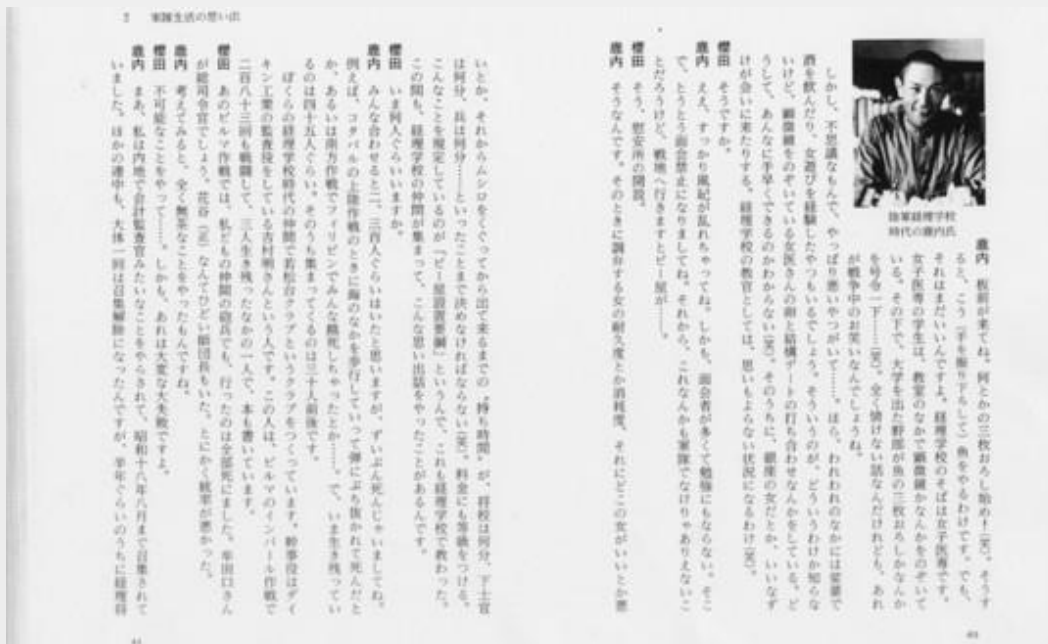 陸軍経理学校
時代の鹿内氏
鹿内 板前が来てね。何とかの三枚おろし始め！(笑)。そうす
ると、こう（手を振り下ろして）魚をやるわけです。でも、
それはまだいいんですよ。経理学校のそばは女子医専です。
女子医専の学生は、教室のなかで顕微鏡かなんかをのぞいて
いる。その下で、大学を出た野郎が魚の三枚おろしかなんか
を号令一下……(笑)。全く情けない話なんだけれども、あれ
が戦争中のお笑いなんでしょうね。
しかし、不思議なもんで、やっぱり悪いやつがいて……。ほら、われわれのなかには
酒を飲んだり、女遊びを経験したやつもいるでしょう。そういうのが、どういうわけか知らな
いけど、顕微鏡をのぞいている女医さんの卵と結構デートの打ち合わせなんかをしている。ど
うして、あんなに手早くできるのかわからない(笑)。そのうちに、銀座の女だとか、いいなず
けが会いに来たりする。経理学校の教官としては、思いもよらない状況になるわけ(笑)。
櫻田 そうですか。
鹿内 ええ、すっかり風紀が乱れちゃってね。しかも、面会者が多くて勉強にもならない。そこ
で、とうとう面会禁止になりましてね。それから、これなんかも軍隊でなけりゃありえないこ
とだろうけど、戦地へ行きますとピー屋が……。
櫻田 そう、慰安所の開設。
鹿内 そうなんです。そのときに調弁する女の耐久度とか消耗度、それにどこの女がいいとか悪
40
2 軍隊生活の思い出
いとか、それからムシロをくぐってから出て来るまでの“持ち時間”が、将校は何分、下士官
は何分、兵は何分……といったことまで決めなければならない(笑)。料金にも等級をつける。
こんなことを規定しているのが「ピー屋設置要綱」というんで、これも経理学校で教わった。
この間も、経理学校の仲間が集まって、こんな思い出話をやったことがあるんです。
櫻田 いま何人ぐらいいますか。
鹿内 みんな合わせると二、三百人ぐらいはいたと思いますが、ずいぶん死んじゃいましてね。
例えば、コタバルの上陸作戦のときに海のなかを歩行していって弾にぶち抜かれて死んだと
か、あるいは南方作戦でフィリピンでみんな餓死しちゃったとか……。で、いま生き残ってい
るのは四十五人ぐらい。そのうち集まってくるのは三十人前後です。
ぼくらの経理学校時代の仲間で若松台クラブというクラブをつくっています。幹事役はダイ
キン工業の監査役をしている吉村明さんという人です。この人は、ビルマのインパール作戦で
二百八十三回も戦闘して、三人生き残ったなかの一人で、本も書いています。
櫻田 あのビルマ作戦では、私どもの仲間の砲兵でも、行ったのは全部死にました。牟田口さん
が総司令官でしょう。花谷（正）なんてひどい師団長もいた。とにかく統率が悪かった。
鹿内 考えてみると、全く無茶なことをやったもんですね。
櫻田 不可能なことをやって……。しかも、あれは大変な大失敗ですよ。
鹿内 まあ、私は内地で会計監査官みたいなことをやらされて、昭和十八年八月まで召集されて
いました。ほかの連中も、大体一回は召集解除になったんですが、半年ぐらいのうちに経理将
41